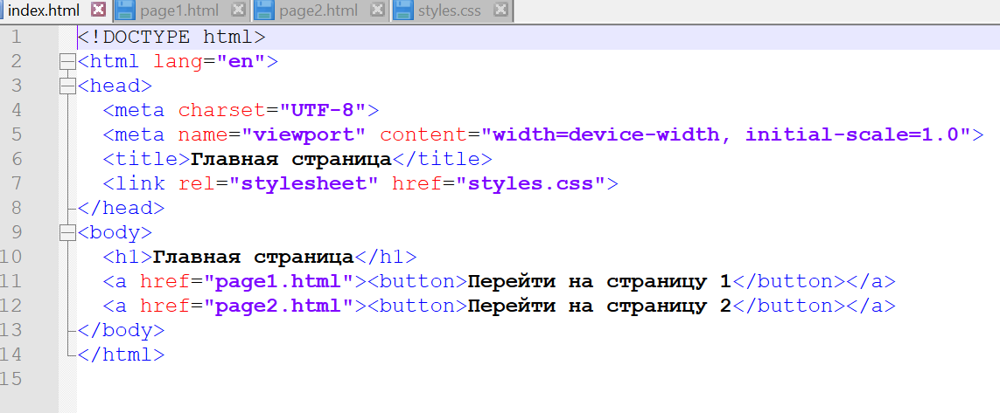 index.html page1.html page2.html styles.css
1 <!DOCTYPE html>
2 <html lang="en">
3 <head>
4 <meta charset="UTF-8">
5 <meta name="viewport" content="width=device-width, initial-scale=1.0">
6 <title>Главная страница</title>
7 <link rel="stylesheet" href="styles.css">
8 </head>
9 <body>
10 <h1>Главная страница</h1>
11 <a href="page1.html"><button>Перейти на страницу 1</button></a>
12 <a href="page2.html"><button>Перейти на страницу 2</button></a>
13 </body>
14 </html>
15